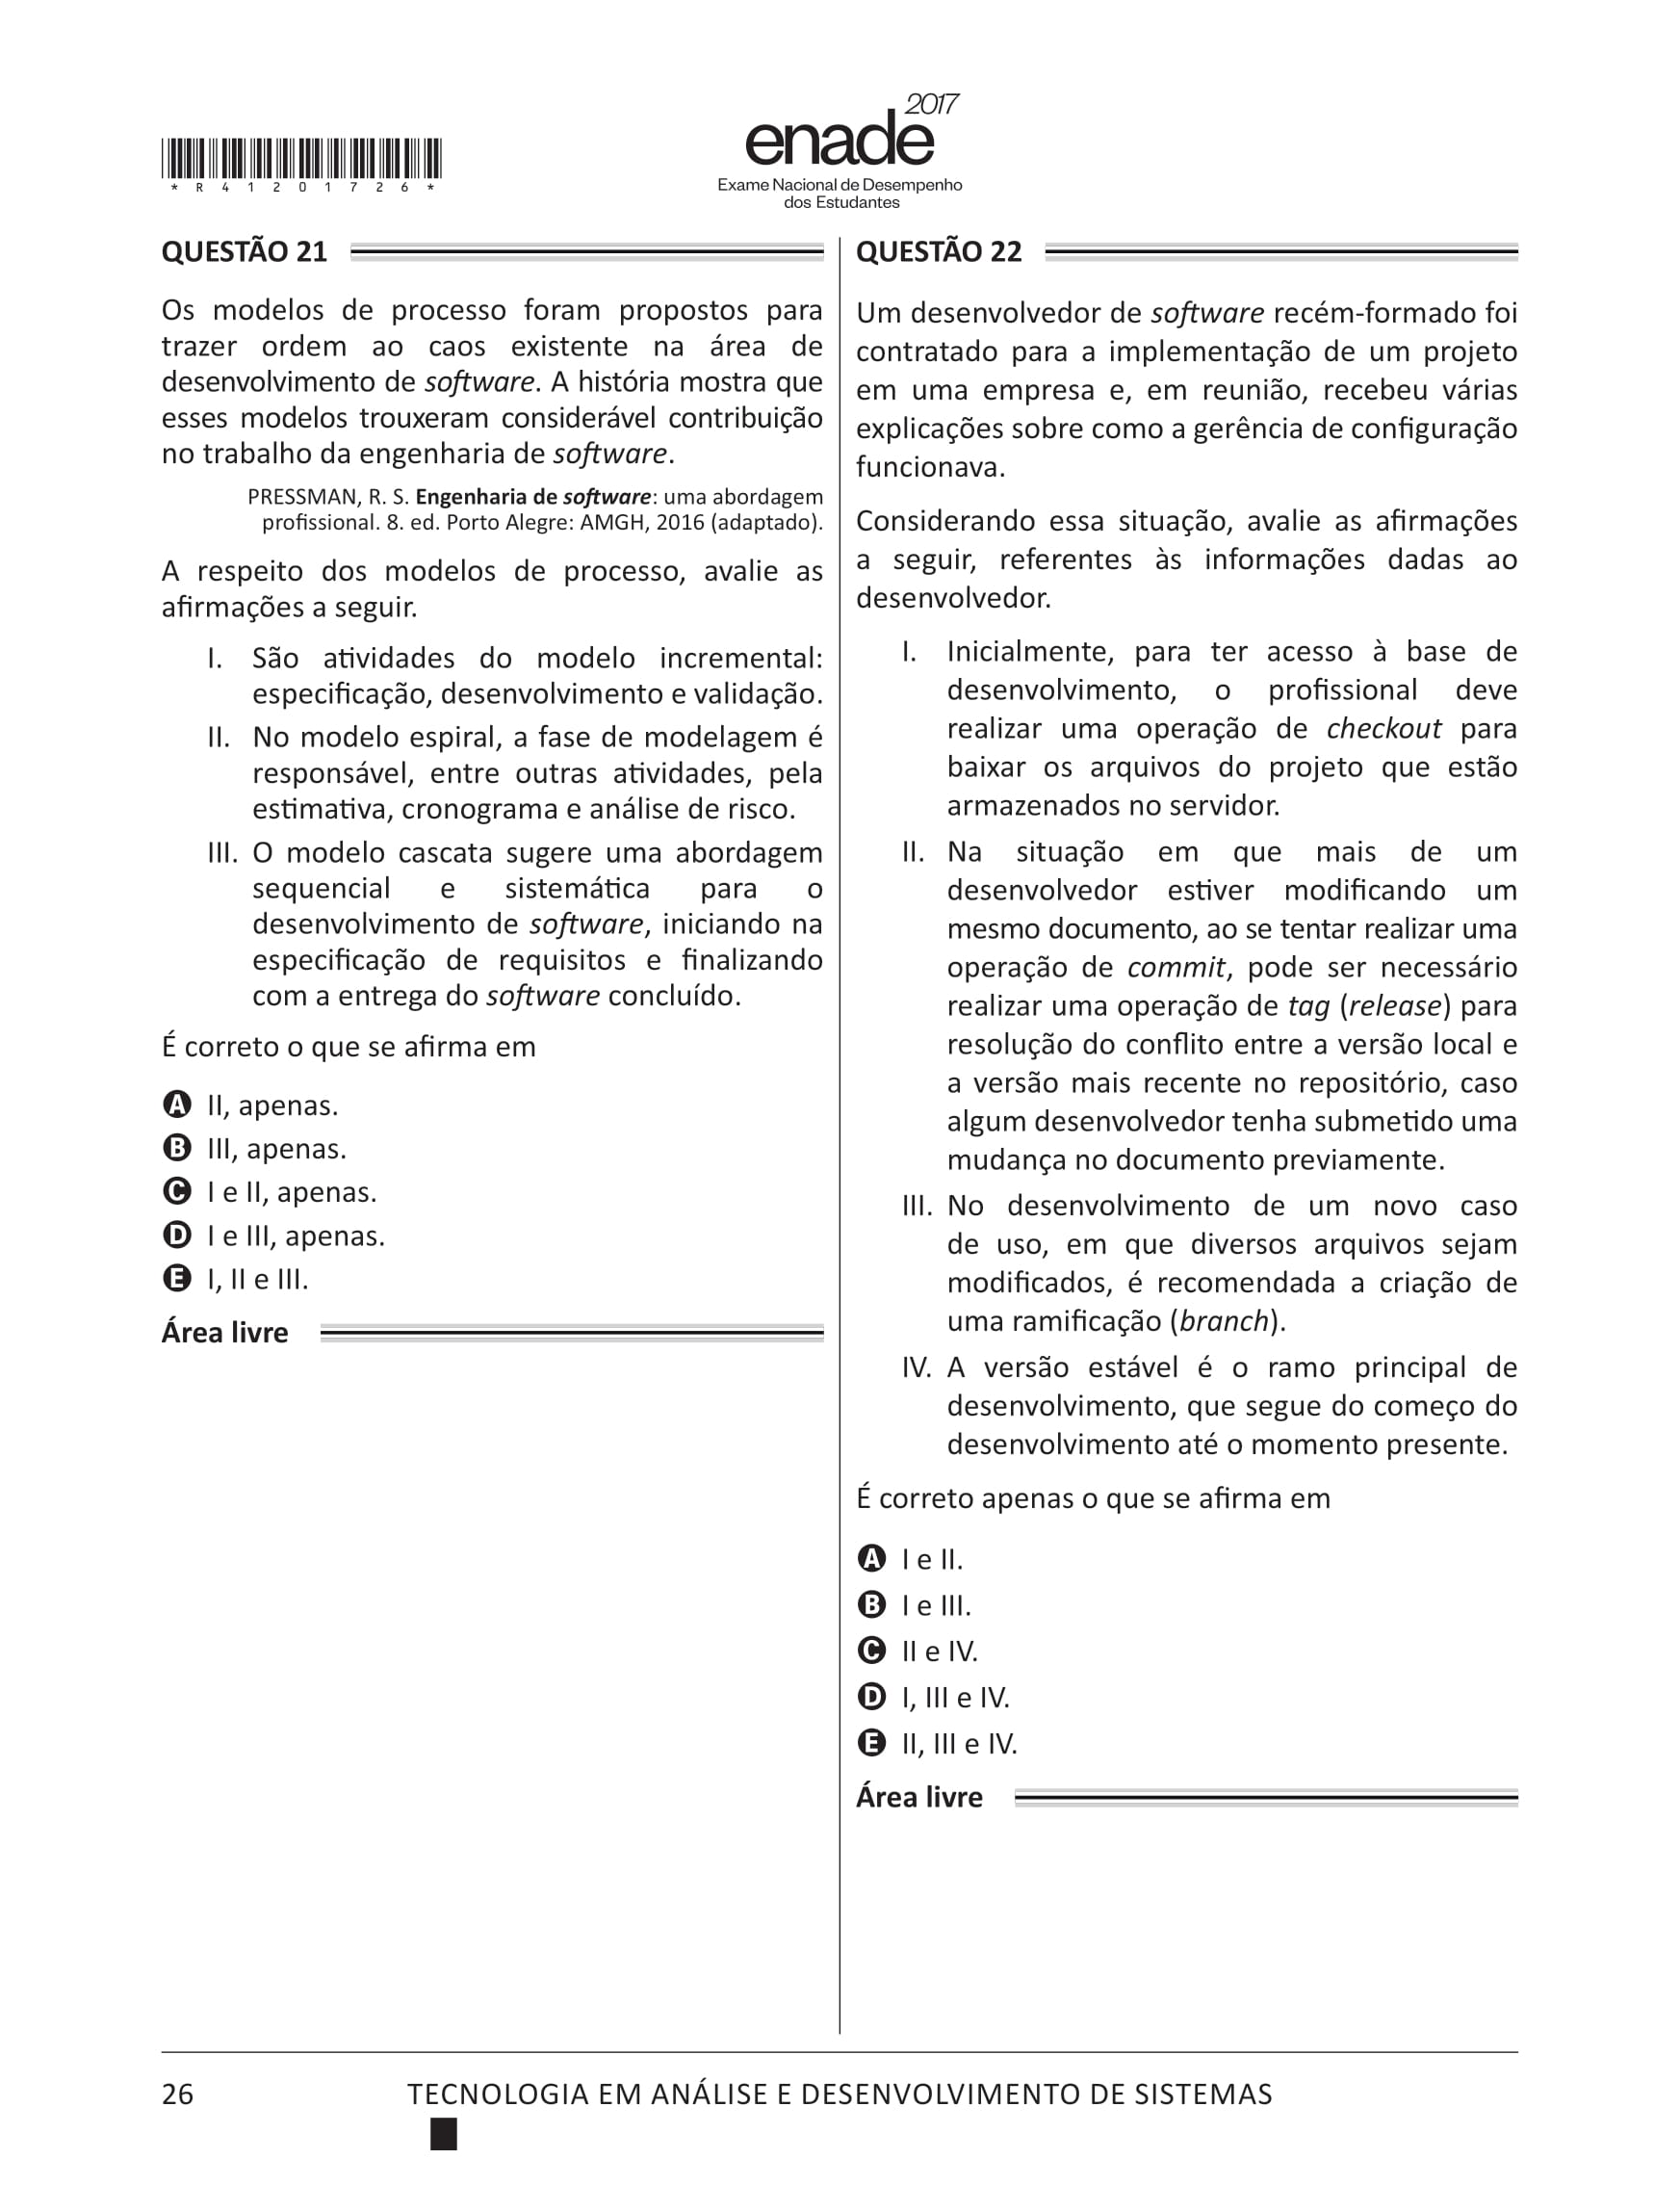 *R41201726*
enade 2017
Exame Nacional de Desempenho
dos Estudantes
QUESTÃO 21
Os modelos de processo foram propostos para
trazer ordem ao caos existente na área de
desenvolvimento de software. A história mostra que
esses modelos trouxeram considerável contribuição
no trabalho da engenharia de software.
PRESSMAN, R. S. Engenharia de software: uma abordagem
profissional. 8. ed. Porto Alegre: AMGH, 2016 (adaptado).
A respeito dos modelos de processo, avalie as
afirmações a seguir.
I. São atividades do modelo incremental:
especificação, desenvolvimento e validação.
II. No modelo espiral, a fase de modelagem é
responsável, entre outras atividades, pela
estimativa, cronograma e análise de risco.
III. O modelo cascata sugere uma abordagem
sequencial e sistemática para o
desenvolvimento de software, iniciando na
especificação de requisitos e finalizando
com a entrega do software concluído.
É correto o que se afirma em
A II, apenas.
B III, apenas.
C I e II, apenas.
D I e III, apenas.
E I, II e III.
Área livre
QUESTÃO 22
Um desenvolvedor de software recém-formado foi
contratado para a implementação de um projeto
em uma empresa e, em reunião, recebeu várias
explicações sobre como a gerência de configuração
funcionava.
Considerando essa situação, avalie as afirmações
a seguir, referentes às informações dadas ao
desenvolvedor.
I. Inicialmente, para ter acesso à base de
desenvolvimento, o profissional deve
realizar uma operação de checkout para
baixar os arquivos do projeto que estão
armazenados no servidor.
II. Na situação em que mais de um
desenvolvedor estiver modificando um
mesmo documento, ao se tentar realizar uma
operação de commit, pode ser necessário
realizar uma operação de tag (release) para
resolução do conflito entre a versão local e
a versão mais recente no repositório, caso
algum desenvolvedor tenha submetido uma
mudança no documento previamente.
III. No desenvolvimento de um novo caso
de uso, em que diversos arquivos sejam
modificados, é recomendada a criação de
uma ramificação (branch).
IV. A versão estável é o ramo principal de
desenvolvimento, que segue do começo do
desenvolvimento até o momento presente.
É correto apenas o que se afirma em
A I e II.
B I e III.
C II e IV.
D I, III e IV.
E II, III e IV.
Área livre
26 TECNOLOGIA EM ANÁLISE E DESENVOLVIMENTO DE SISTEMAS